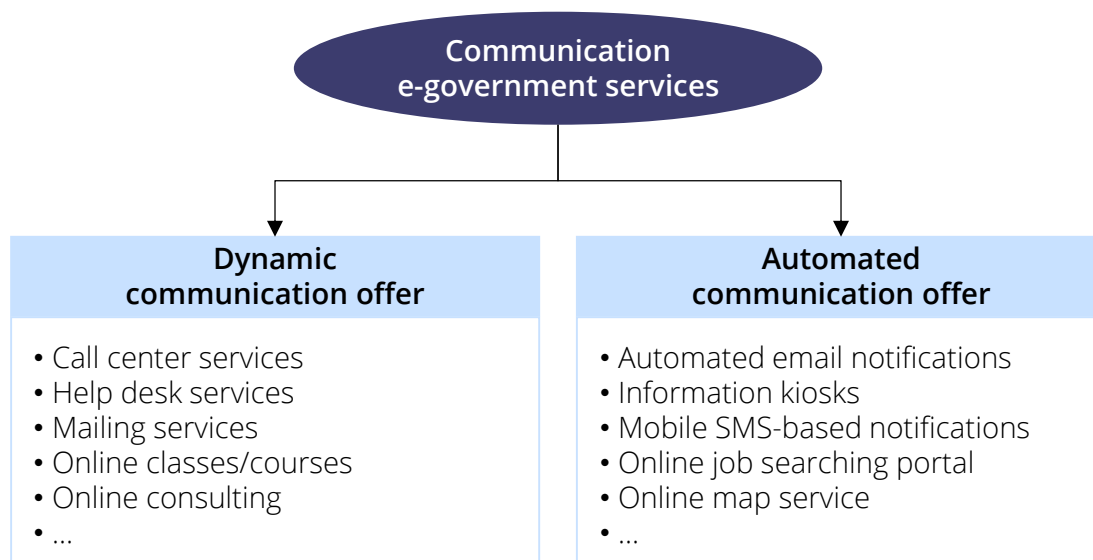 Communication
e-government services
Dynamic
communication offer
• Call center services
• Help desk services
• Mailing services
• Online classes/courses
• Online consulting
• ...
Automated
communication offer
• Automated email notifications
• Information kiosks
• Mobile SMS-based notifications
• Online job searching portal
• Online map service
• ...